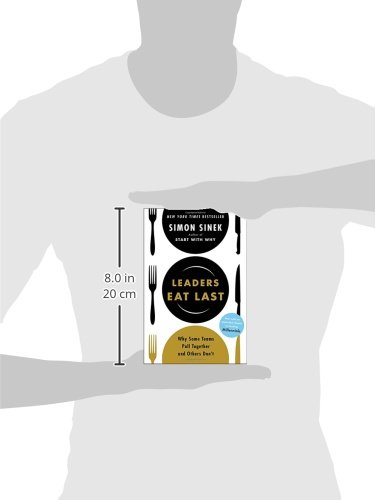 NEW YORK TIMES BESTSELLER
SIMON SINEK
Author of
START WITH WHY
LEADERS
EAT LAST
8.0 in
20 cm
Millennials
Why Some Teams
Pull Together
and Others Don't